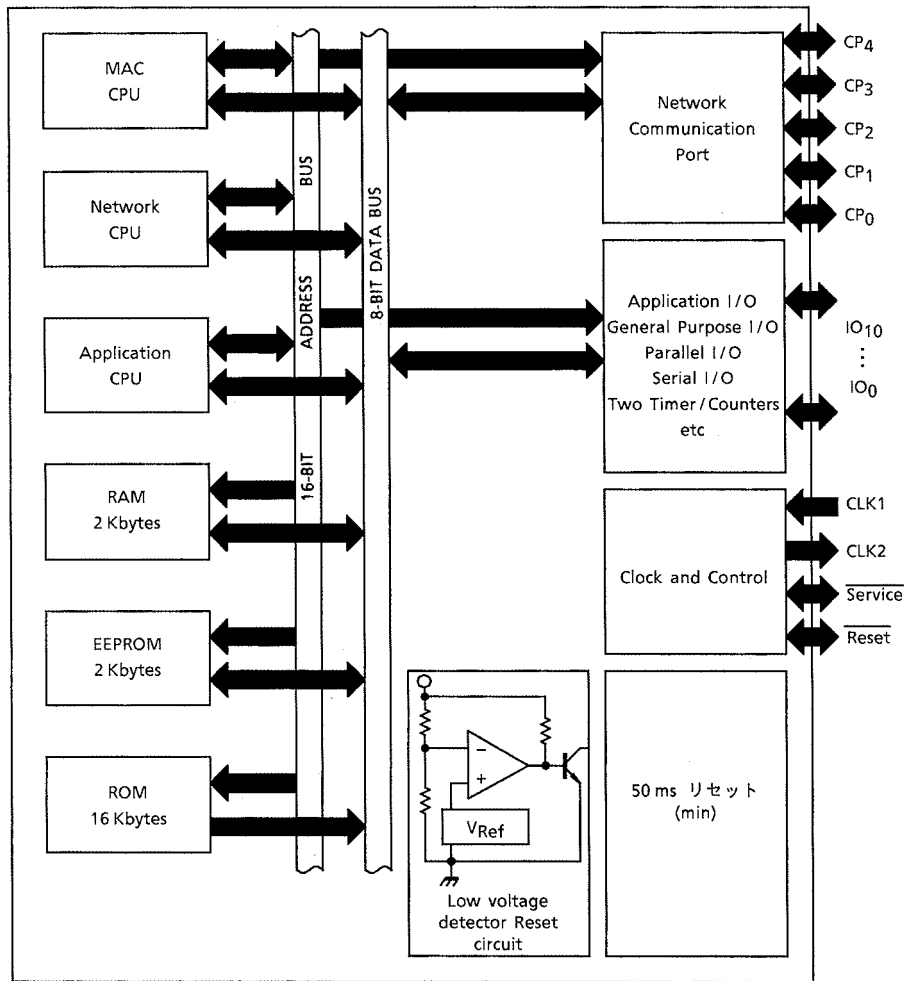 MAC
CPU
Network
CPU
Application
CPU
RAM
2 Kbytes
EEPROM
2 Kbytes
ROM
16 Kbytes
16-BIT ADDRESS BUS
8-BIT DATA BUS
Network
Communication
Port
CP4
CP3
CP2
CP1
CP0
Application I/O
General Purpose I/O
Parallel I/O
Serial I/O
Two Timer/Counters
etc
IO10
⋮
IO0
Clock and Control
CLK1
CLK2
Service
Reset
VRef
Low voltage
detector Reset
circuit
50 ms リセット
(min)